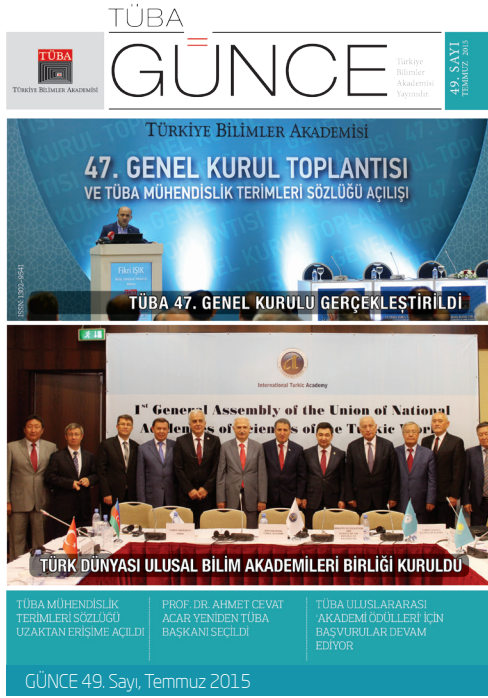 TÜBA
GÜNCE
TÜBA
TÜRKİYE BİLİMLER AKADEMİSİ
Türkiye
Bilimler
Akademisi
Yayınıdır
49. SAYI
TEMMUZ 2015
TÜRKİYE BİLİMLER AKADEMİSİ
47. GENEL KURUL TOPLANTISI
VE TÜBA MÜHENDİSLİK TERİMLERİ SÖZLÜĞÜ AÇILIŞI
Fikri IŞIK
ISSN: 1302-9541
TÜBA 47. GENEL KURULU GERÇEKLEŞTİRİLDİ
International Turkic Academy
1st General Assembly of the Union of National
Academies of Sciences of the Turkic World
TÜRK DÜNYASI ULUSAL BİLİM AKADEMİLERİ BİRLİĞİ KURULDU
TÜBA MÜHENDİSLİK
TERİMLERİ SÖZLÜĞÜ
UZAKTAN ERİŞİME AÇILDI
PROF. DR. AHMET CEVAT
ACAR YENİDEN TÜBA
BAŞKANI SEÇİLDİ
TÜBA ULUSLARARASI
'AKADEMİ ÖDÜLLERİ' İÇİN
BAŞVURULAR DEVAM
EDİYOR
GÜNCE 49. Sayı, Temmuz 2015